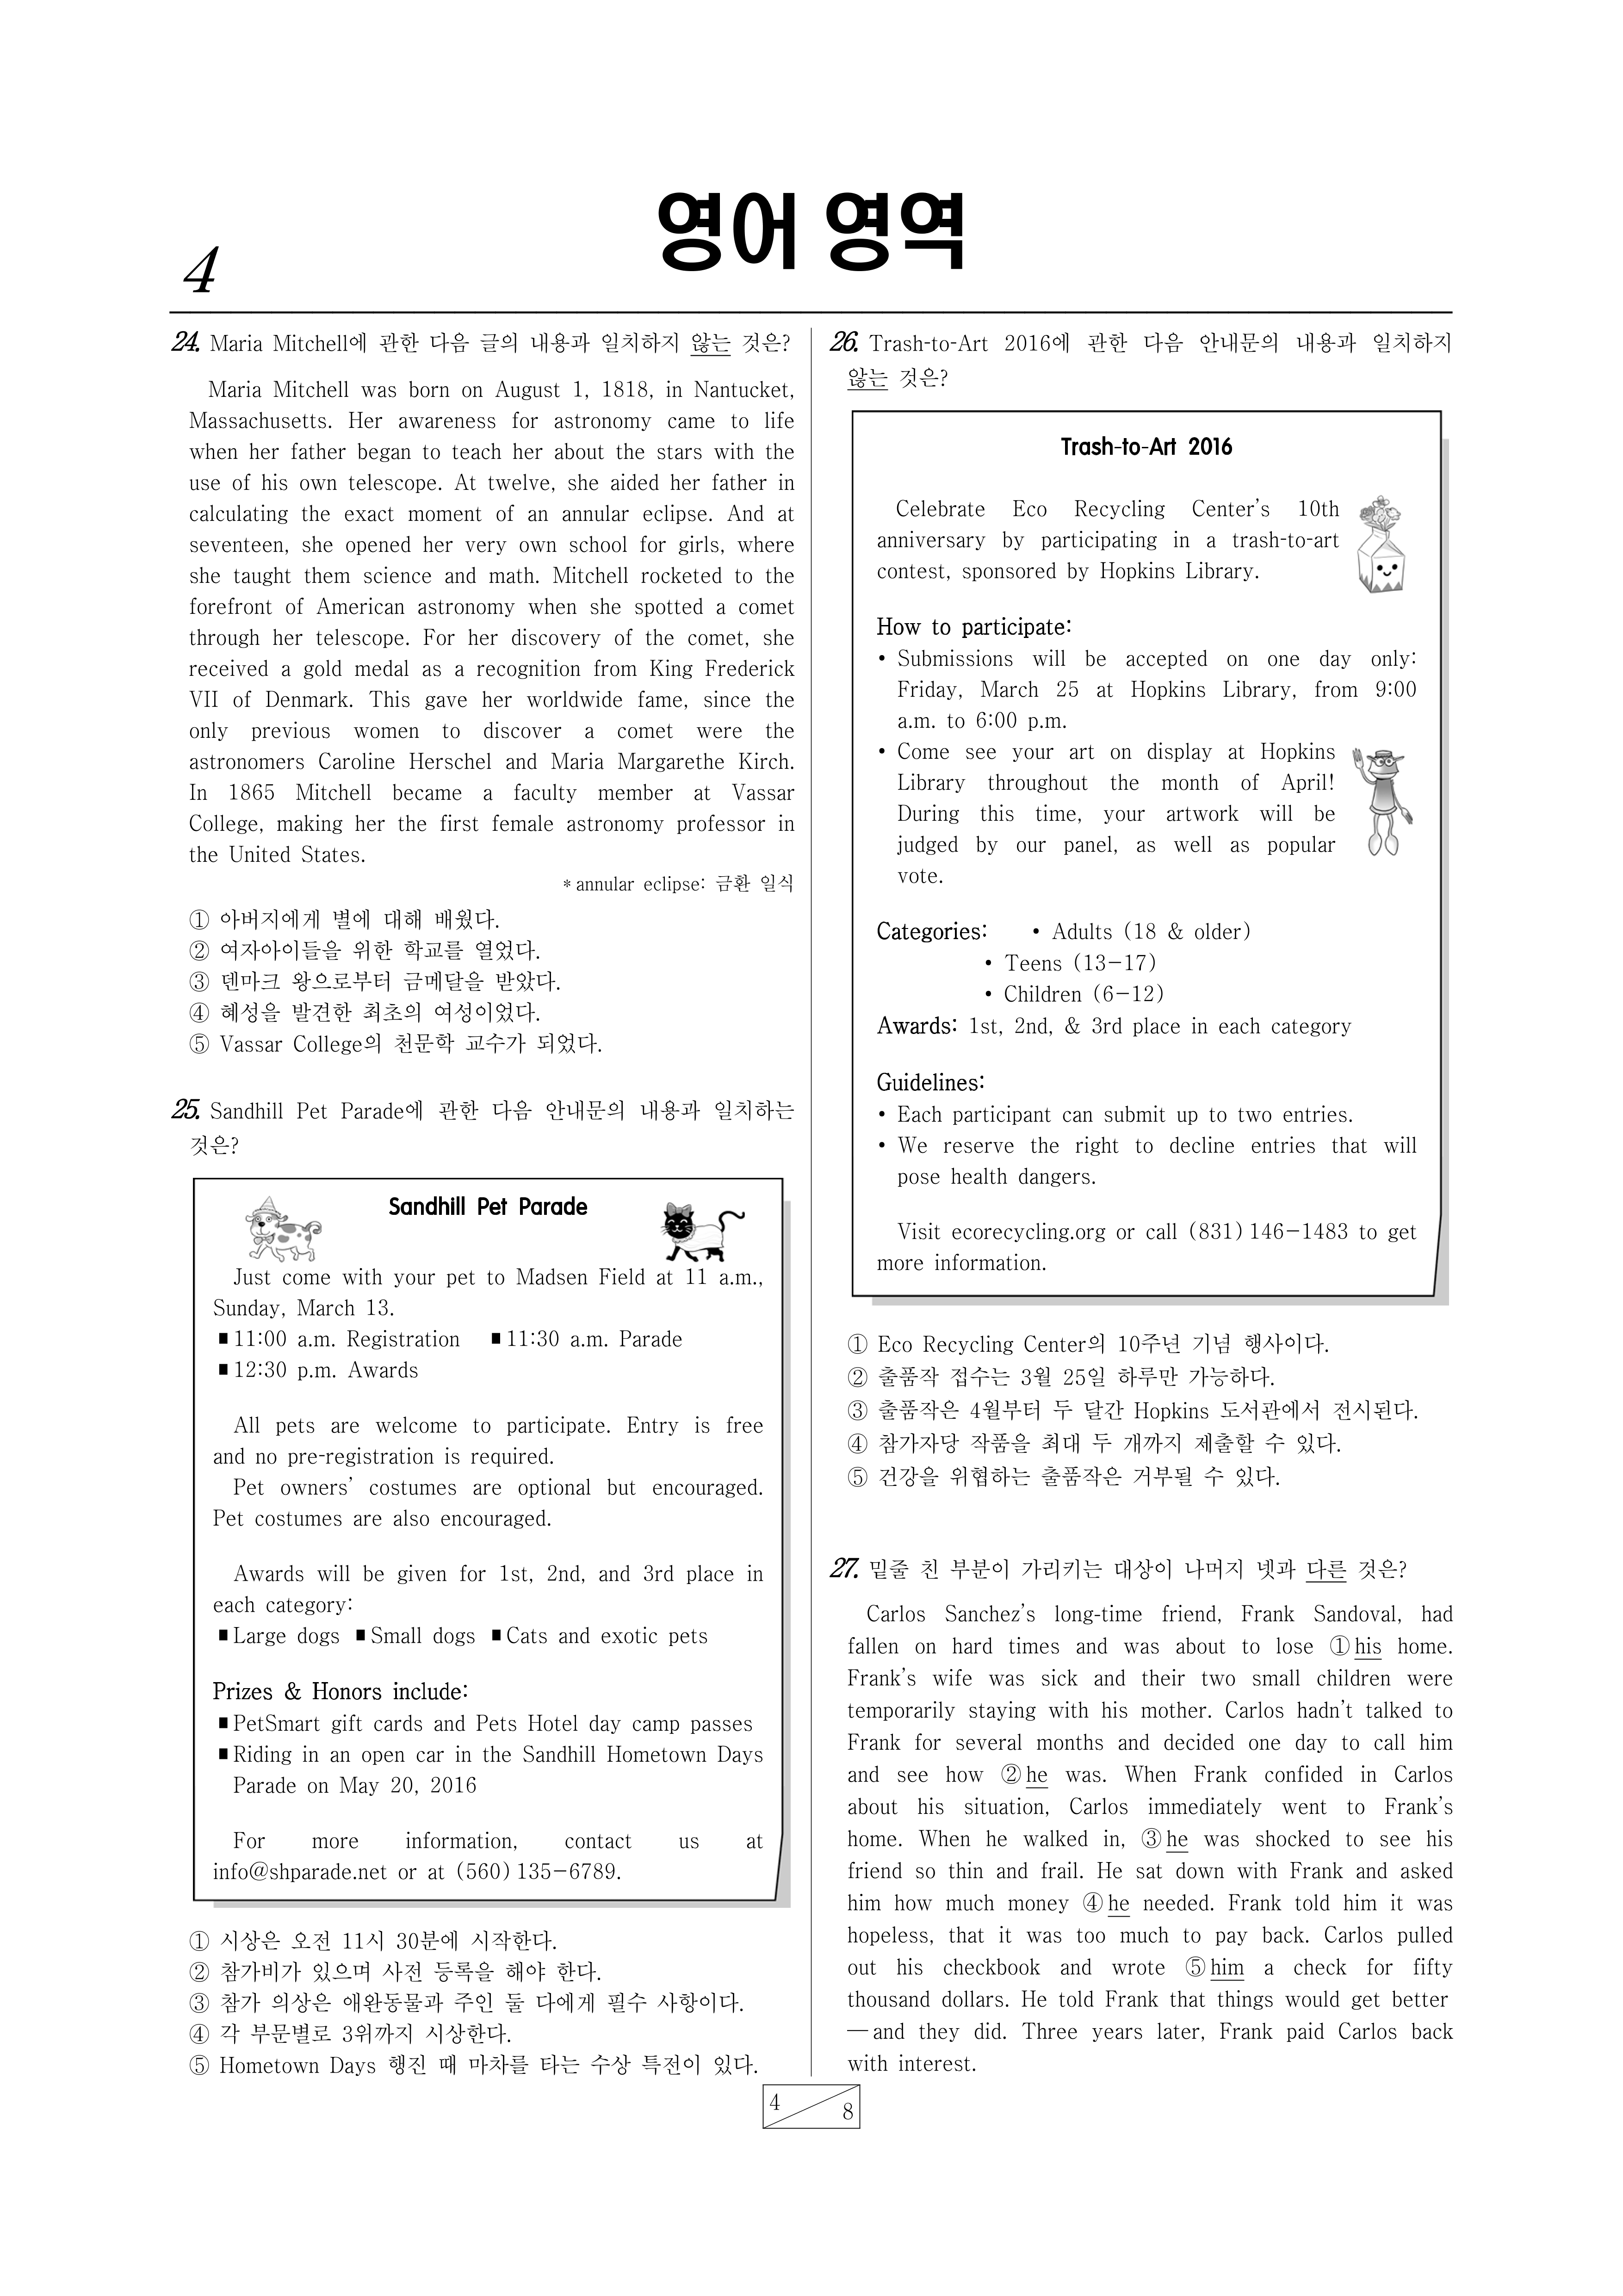 영어 영역
4
24. Maria Mitchell에 관한 다음 글의 내용과 일치하지 않는 것은?
Maria Mitchell was born on August 1, 1818, in Nantucket,
Massachusetts. Her awareness for astronomy came to life
when her father began to teach her about the stars with the
use of his own telescope. At twelve, she aided her father in
calculating the exact moment of an annular eclipse. And at
seventeen, she opened her very own school for girls, where
she taught them science and math. Mitchell rocketed to the
forefront of American astronomy when she spotted a comet
through her telescope. For her discovery of the comet, she
received a gold medal as a recognition from King Frederick
VII of Denmark. This gave her worldwide fame, since the
only previous women to discover a comet were the
astronomers Caroline Herschel and Maria Margarethe Kirch.
In 1865 Mitchell became a faculty member at Vassar
College, making her the first female astronomy professor in
the United States.
* annular eclipse: 금환 일식
① 아버지에게 별에 대해 배웠다.
② 여자아이들을 위한 학교를 열었다.
③ 덴마크 왕으로부터 금메달을 받았다.
④ 혜성을 발견한 최초의 여성이었다.
⑤ Vassar College의 천문학 교수가 되었다.
25. Sandhill Pet Parade에 관한 다음 안내문의 내용과 일치하는
것은?
Sandhill Pet Parade
Just come with your pet to Madsen Field at 11 a.m.,
Sunday, March 13.
■ 11:00 a.m. Registration ■ 11:30 a.m. Parade
■ 12:30 p.m. Awards
All pets are welcome to participate. Entry is free
and no pre-registration is required.
Pet owners' costumes are optional but encouraged.
Pet costumes are also encouraged.
Awards will be given for 1st, 2nd, and 3rd place in
each category:
■ Large dogs ■ Small dogs ■ Cats and exotic pets
Prizes & Honors include:
■ PetSmart gift cards and Pets Hotel day camp passes
■ Riding in an open car in the Sandhill Hometown Days
Parade on May 20, 2016
For more information, contact us at
info@shparade.net or at (560)135-6789.
① 시상은 오전 11시 30분에 시작한다.
② 참가비가 있으며 사전 등록을 해야 한다.
③ 참가 의상은 애완동물과 주인 둘 다에게 필수 사항이다.
④ 각 부문별로 3위까지 시상한다.
⑤ Hometown Days 행진 때 마차를 타는 수상 특전이 있다.
26. Trash-to-Art 2016에 관한 다음 안내문의 내용과 일치하지
않는 것은?
Trash-to-Art 2016
Celebrate Eco Recycling Center's 10th
anniversary by participating in a trash-to-art
contest, sponsored by Hopkins Library.
How to participate:
• Submissions will be accepted on one day only:
Friday, March 25 at Hopkins Library, from 9:00
a.m. to 6:00 p.m.
• Come see your art on display at Hopkins
Library throughout the month of April!
During this time, your artwork will be
judged by our panel, as well as popular
vote.
Categories: • Adults (18 & older)
• Teens (13-17)
• Children (6-12)
Awards: 1st, 2nd, & 3rd place in each category
Guidelines:
• Each participant can submit up to two entries.
• We reserve the right to decline entries that will
pose health dangers.
Visit ecorecycling.org or call (831)146-1483 to get
more information.
① Eco Recycling Center의 10주년 기념 행사이다.
② 출품작 접수는 3월 25일 하루만 가능하다.
③ 출품작은 4월부터 두 달간 Hopkins 도서관에서 전시된다.
④ 참가자당 작품을 최대 두 개까지 제출할 수 있다.
⑤ 건강을 위협하는 출품작은 거부될 수 있다.
27. 밑줄 친 부분이 가리키는 대상이 나머지 넷과 다른 것은?
Carlos Sanchez's long-time friend, Frank Sandoval, had
fallen on hard times and was about to lose ① his home.
Frank's wife was sick and their two small children were
temporarily staying with his mother. Carlos hadn't talked to
Frank for several months and decided one day to call him
and see how ② he was. When Frank confided in Carlos
about his situation, Carlos immediately went to Frank's
home. When he walked in, ③ he was shocked to see his
friend so thin and frail. He sat down with Frank and asked
him how much money ④ he needed. Frank told him it was
hopeless, that it was too much to pay back. Carlos pulled
out his checkbook and wrote ⑤ him a check for fifty
thousand dollars. He told Frank that things would get better
— and they did. Three years later, Frank paid Carlos back
with interest.
4 8